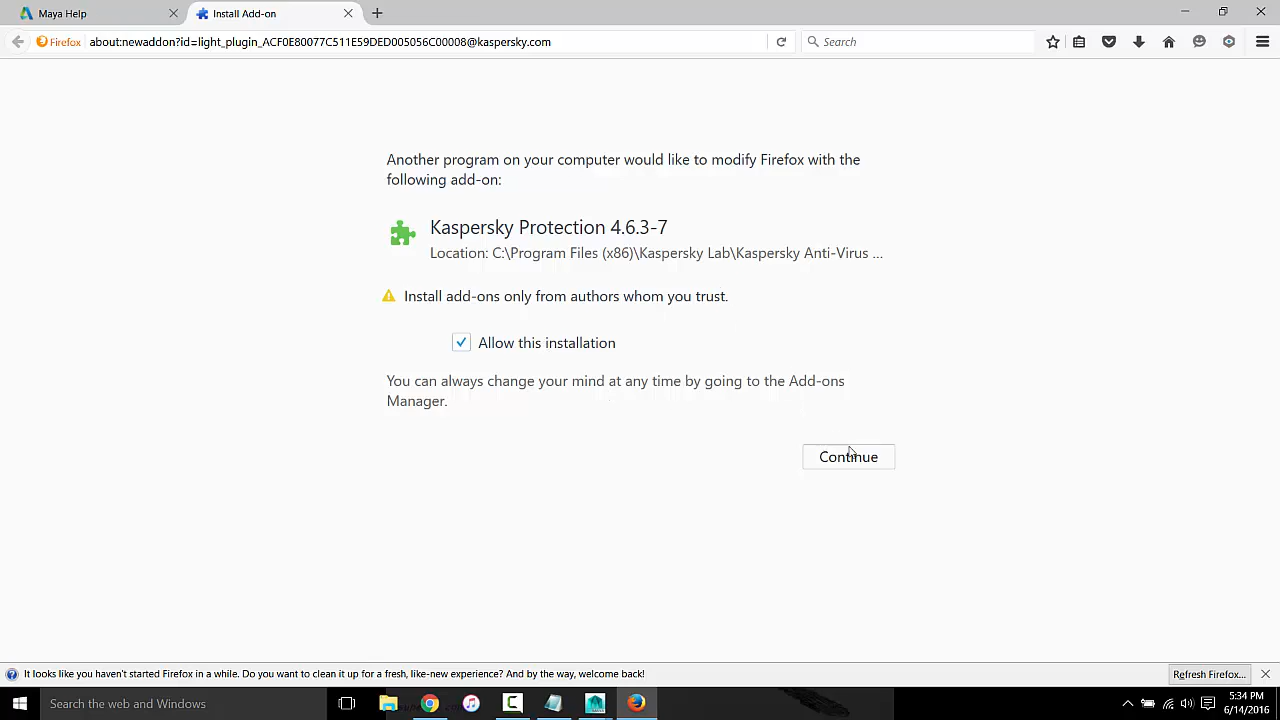 Maya Help
Install Add-on
Firefox
about:newaddon?id=light_plugin_ACF0E80077C511E59DED005056C00008@kaspersky.com
Search
Another program on your computer would like to modify Firefox with the
following add-on:
Kaspersky Protection 4.6.3-7
Location: C:\Program Files (x86)\Kaspersky Lab\Kaspersky Anti-Virus ...
Install add-ons only from authors whom you trust.
Allow this installation
You can always change your mind at any time by going to the Add-ons
Manager.
Continue
It looks like you haven't started Firefox in a while. Do you want to clean it up for a fresh, like-new experience? And by the way, welcome back!
Refresh Firefox...
Search the web and Windows
5:34 PM
6/14/2016